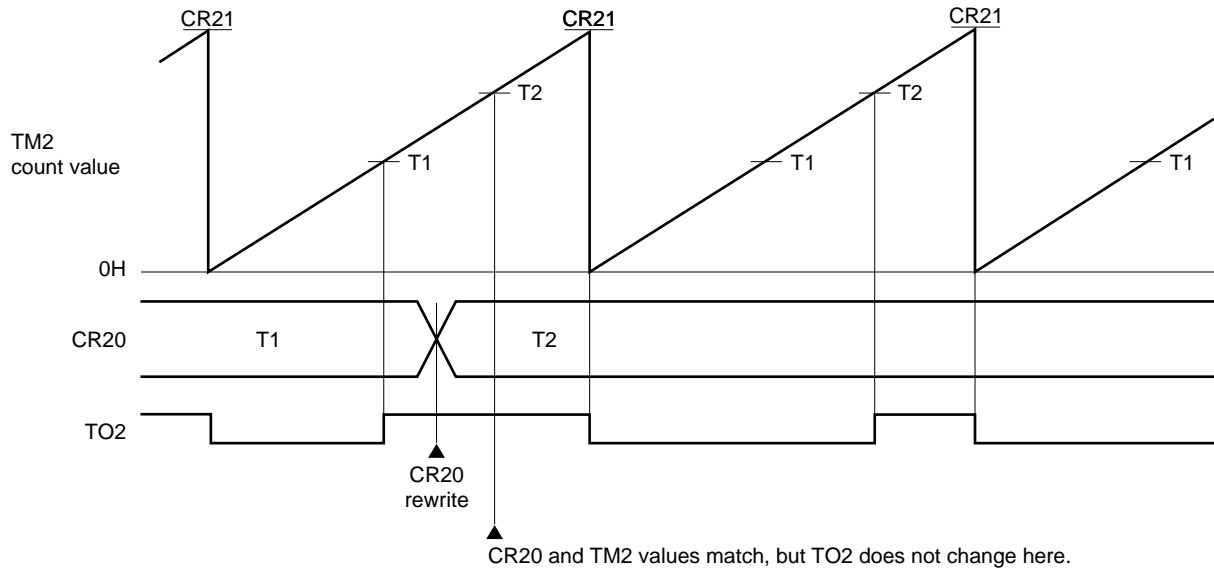 CR21
CR21
CR21
T2
T2
TM2
count value
T1
T1
T1
0H
CR20
T1
T2
TO2
CR20
rewrite
CR20 and TM2 values match, but TO2 does not change here.